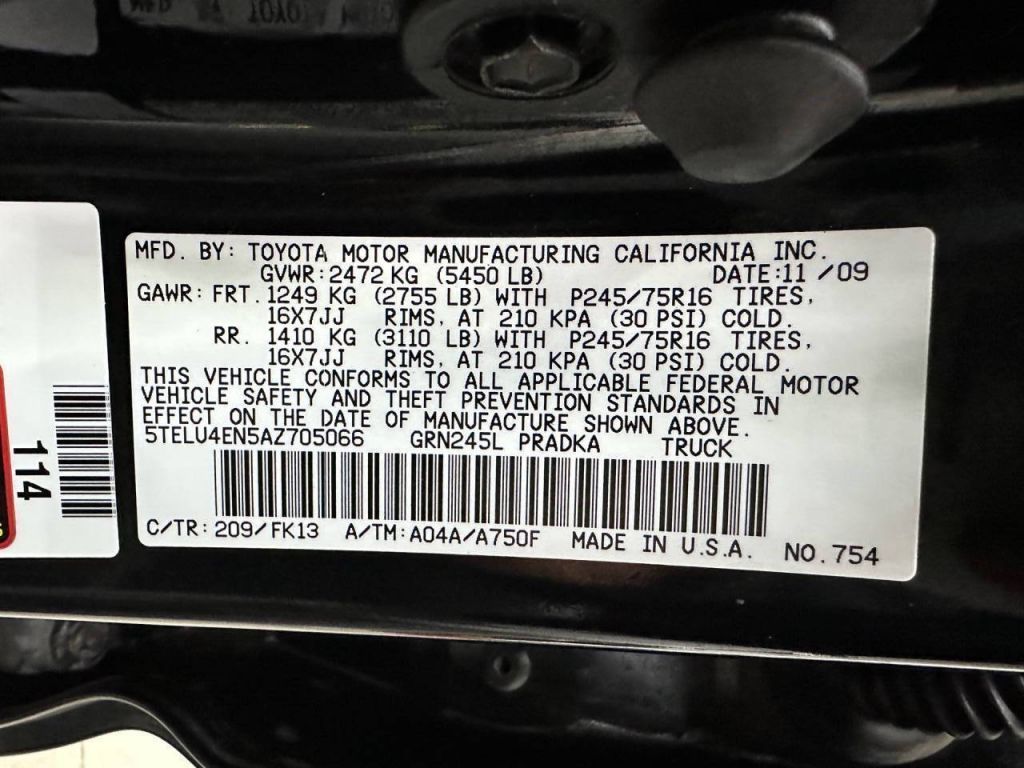 MFD. BY: TOYOTA MOTOR MANUFACTURING CALIFORNIA INC.
GVWR: 2472 KG (5450 LB) DATE: 11 /09
GAWR: FRT. 1249 KG (2755 LB) WITH P245/75R16 TIRES,
16X7JJ RIMS, AT 210 KPA (30 PSI) COLD.
RR. 1410 KG (3110 LB) WITH P245/75R16 TIRES,
16X7JJ RIMS, AT 210 KPA (30 PSI) COLD.
THIS VEHICLE CONFORMS TO ALL APPLICABLE FEDERAL MOTOR
VEHICLE SAFETY AND THEFT PREVENTION STANDARDS IN
EFFECT ON THE DATE OF MANUFACTURE SHOWN ABOVE.
5TELU4EN5AZ705066 GRN245L PRADKA TRUCK
C/TR: 209/FK13 A/TM: A04A/A750F MADE IN U.S.A. NO. 754
114